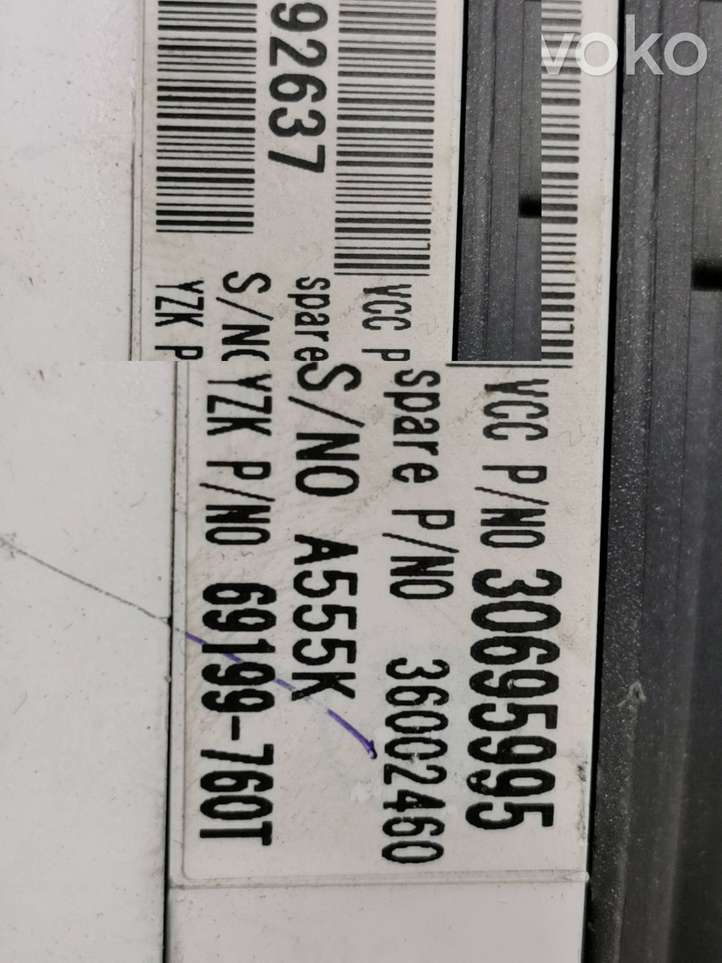 voko
VCC P/NO 30695995
VCC P
spare P/NO 36002460
92637
spare
S/NO A555K
S/NO
YZK P/NO 69199-760T
YZK P